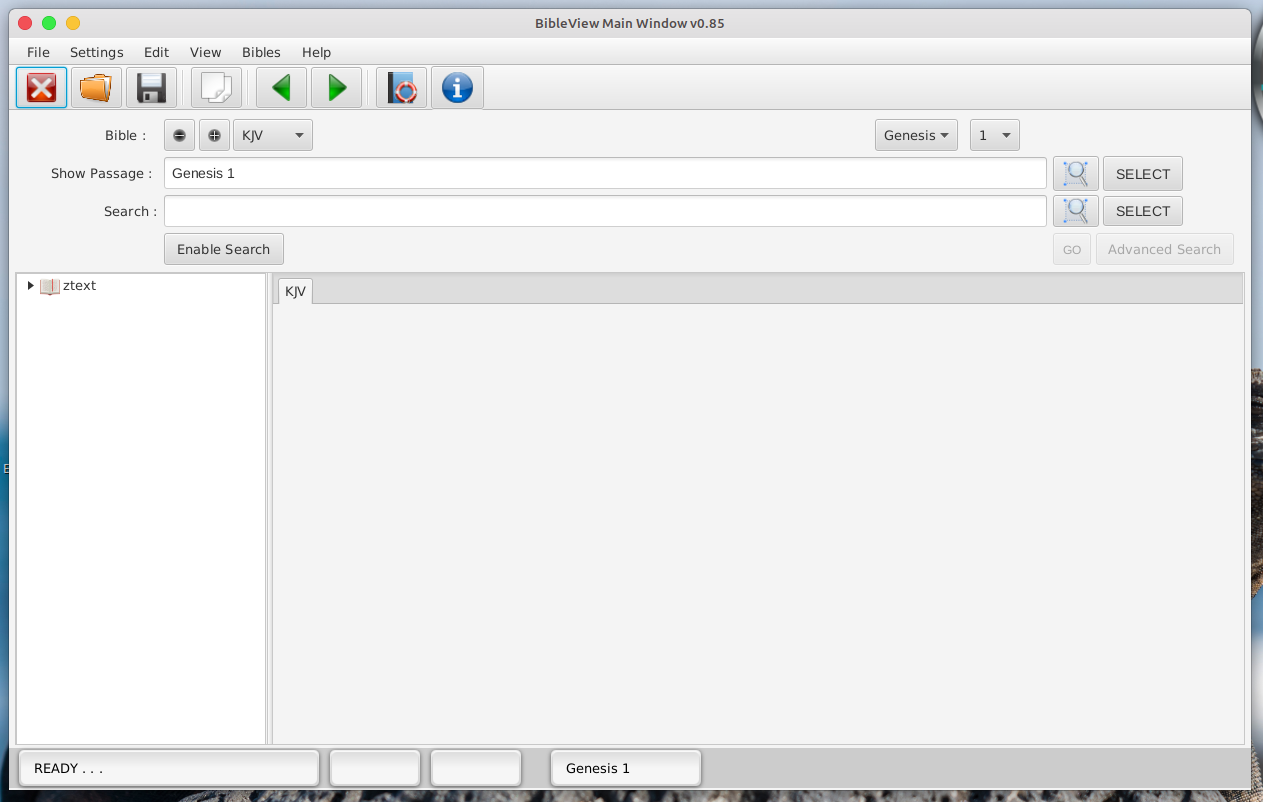 BibleView Main Window v0.85
File Settings Edit View Bibles Help
Bible : KJV Genesis 1
Show Passage : Genesis 1 SELECT
Search : SELECT
Enable Search GO Advanced Search
ztext
KJV
E
READY . . . Genesis 1